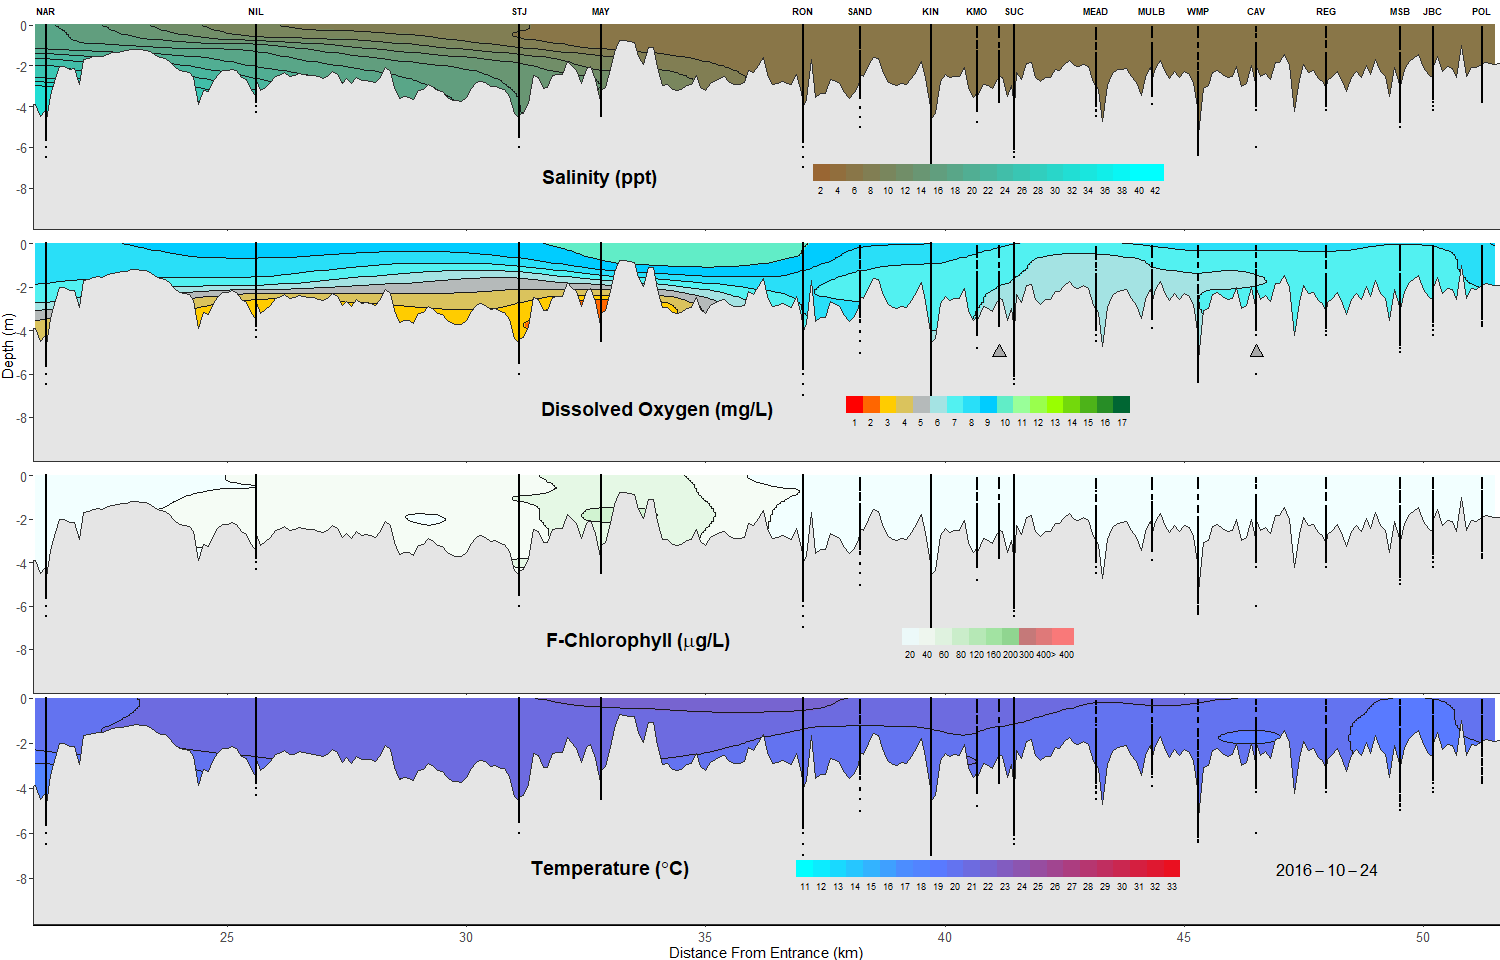 NAR NIL STJ MAY RON SAND KIN KMO SUC MEAD MULB WMP CAV REG MSB JBC POL
0
-2
-4
-6
-8
Salinity (ppt)
2 4 6 8 10 12 14 16 18 20 22 24 26 28 30 32 34 36 38 40 42
0
-2
-4
-6
-8
Dissolved Oxygen (mg/L)
1 2 3 4 5 6 7 8 9 10 11 12 13 14 15 16 17
Depth (m)
0
-2
-4
-6
-8
F-Chlorophyll (μg/L)
20 40 60 80 120 160 200 300 400> 400
0
-2
-4
-6
-8
Temperature (°C)
11 12 13 14 15 16 17 18 19 20 21 22 23 24 25 26 27 28 29 30 31 32 33
2016 – 10 – 24
25 30 35 40 45 50
Distance From Entrance (km)